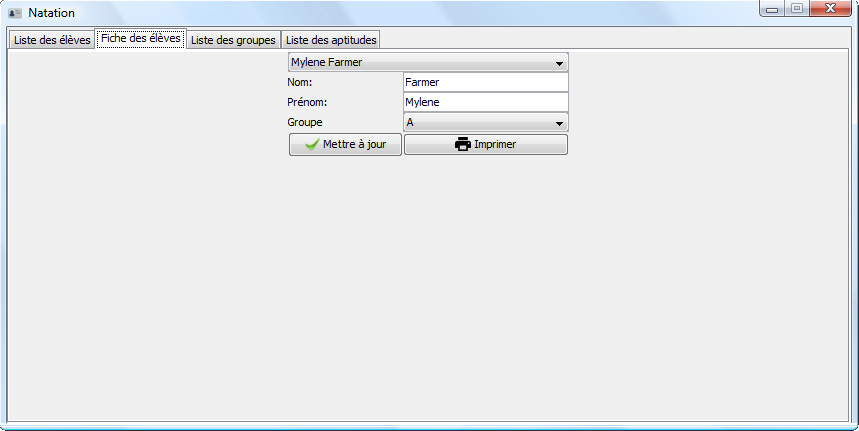 Natation
Liste des élèves Fiche des élèves Liste des groupes Liste des aptitudes
Mylene Farmer
Nom: Farmer
Prénom: Mylene
Groupe A
Mettre à jour Imprimer